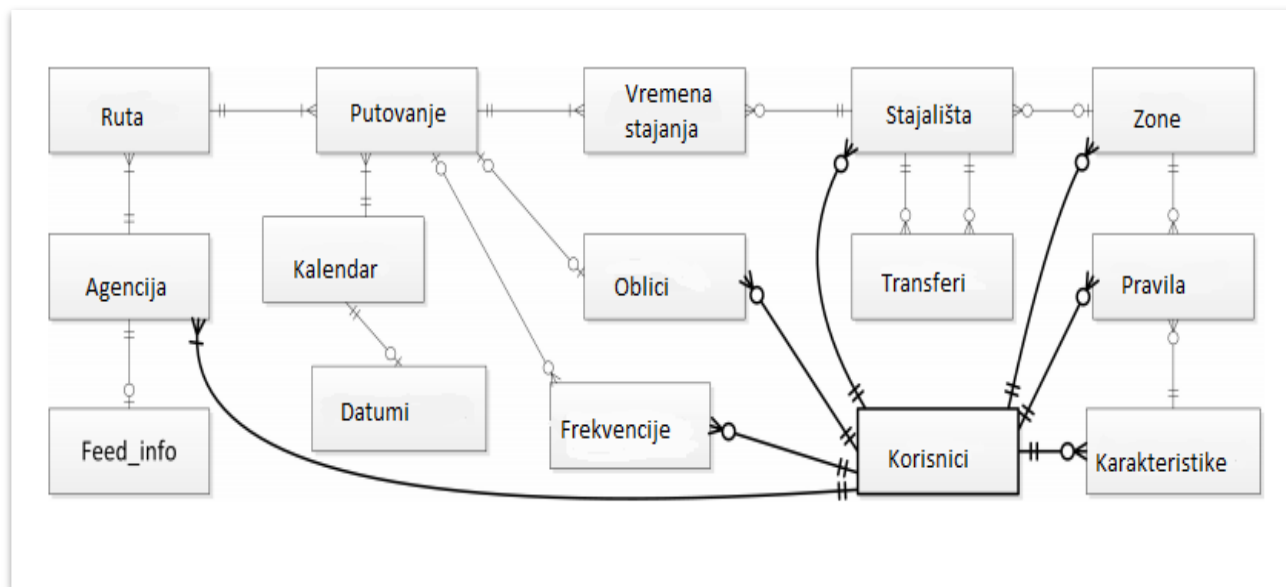 Ruta
Putovanje
Vremena
stajanja
Stajališta
Zone
Agencija
Kalendar
Oblici
Transferi
Pravila
Feed_info
Datumi
Frekvencije
Korisnici
Karakteristike